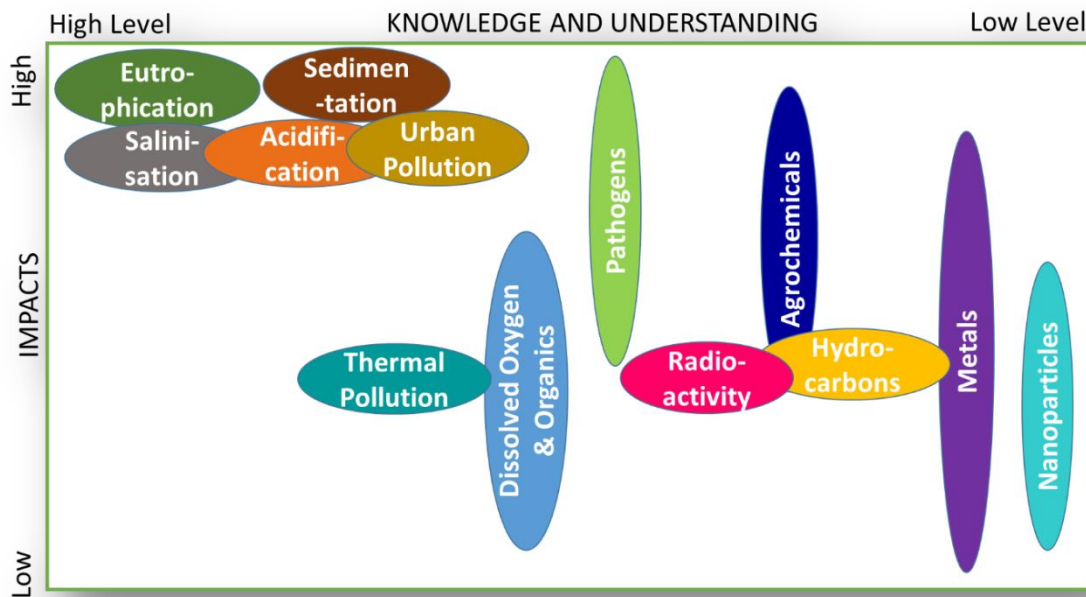 High Level
KNOWLEDGE AND UNDERSTANDING
Low Level
High
IMPACTS
Low
Eutro-
phication
Sedimen
-tation
Salini-
sation
Acidifi-
cation
Urban
Pollution
Pathogens
Agrochemicals
Metals
Nanoparticles
Dissolved Oxygen
& Organics
Thermal
Pollution
Radio-
activity
Hydro-
carbons